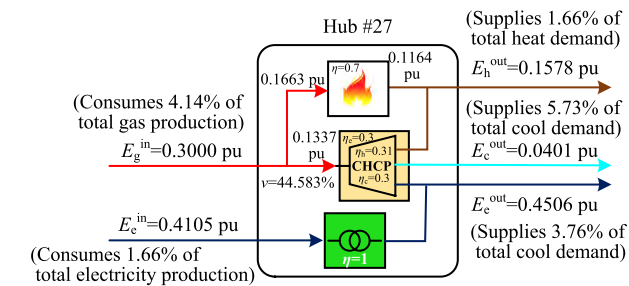 Hub #27
(Supplies 1.66% of
total heat demand)
0.1164
pu
η=0.7
0.1663 pu
E_h^out=0.1578 pu
(Consumes 4.14% of
total gas production)
(Supplies 5.73% of
total cool demand)
0.1337
pu
η_e=0.3
η_h=0.31
CHCP
η_c=0.3
E_g^in=0.3000 pu
E_c^out=0.0401 pu
v=44.583%
E_e^in=0.4105 pu
E_e^out=0.4506 pu
(Consumes 1.66% of
total electricity production)
(Supplies 3.76% of
total cool demand)
η=1